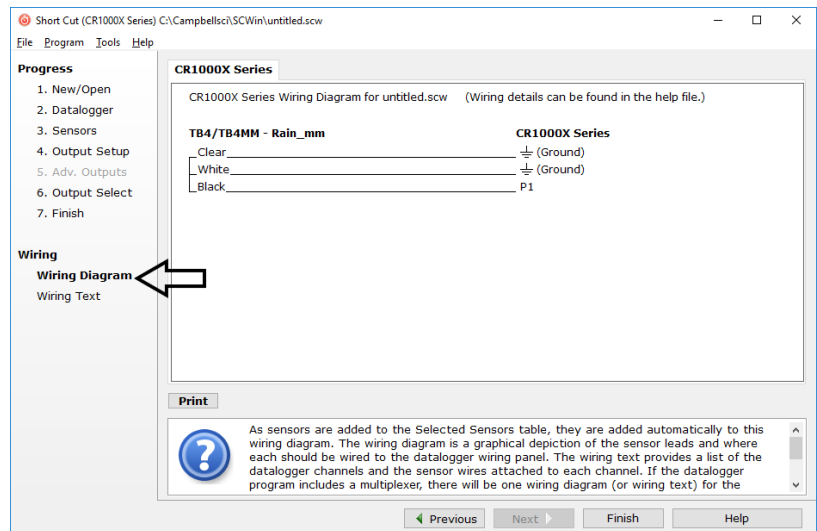 Short Cut (CR1000X Series) C:\Campbellsci\SCWin\untitled.scw
File Program Tools Help
Progress
1. New/Open
2. Datalogger
3. Sensors
4. Output Setup
5. Adv. Outputs
6. Output Select
7. Finish
Wiring
Wiring Diagram
Wiring Text
CR1000X Series
CR1000X Series Wiring Diagram for untitled.scw (Wiring details can be found in the help file.)
TB4/TB4MM - Rain_mm CR1000X Series
Clear (Ground)
White (Ground)
Black P1
Print
As sensors are added to the Selected Sensors table, they are added automatically to this
wiring diagram. The wiring diagram is a graphical depiction of the sensor leads and where
each should be wired to the datalogger wiring panel. The wiring text provides a list of the
datalogger channels and the sensor wires attached to each channel. If the datalogger
program includes a multiplexer, there will be one wiring diagram (or wiring text) for the
Previous Next Finish Help